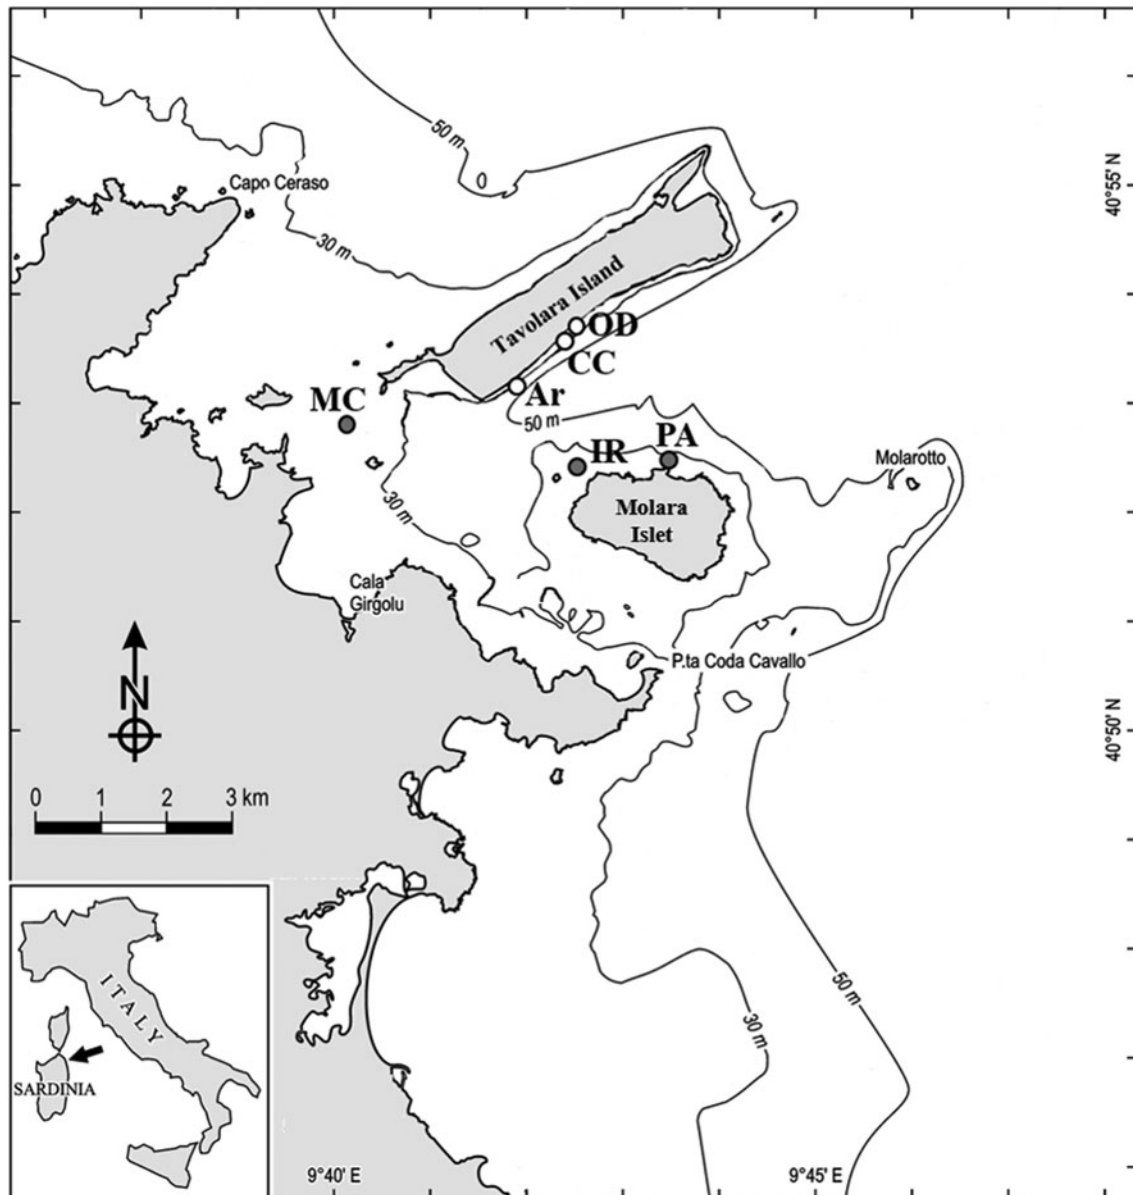 50 m
Capo Ceraso
40°55' N
30 m
Tavolara Island
OD
CC
Ar
MC
50 m
IR
PA
Molarotto
30 m
Molara
Islet
Cala
Girgolu
P.ta Coda Cavallo
N
40°50' N
0 1 2 3 km
ITALY
SARDINIA
50 m
30 m
9°40' E
9°45' E